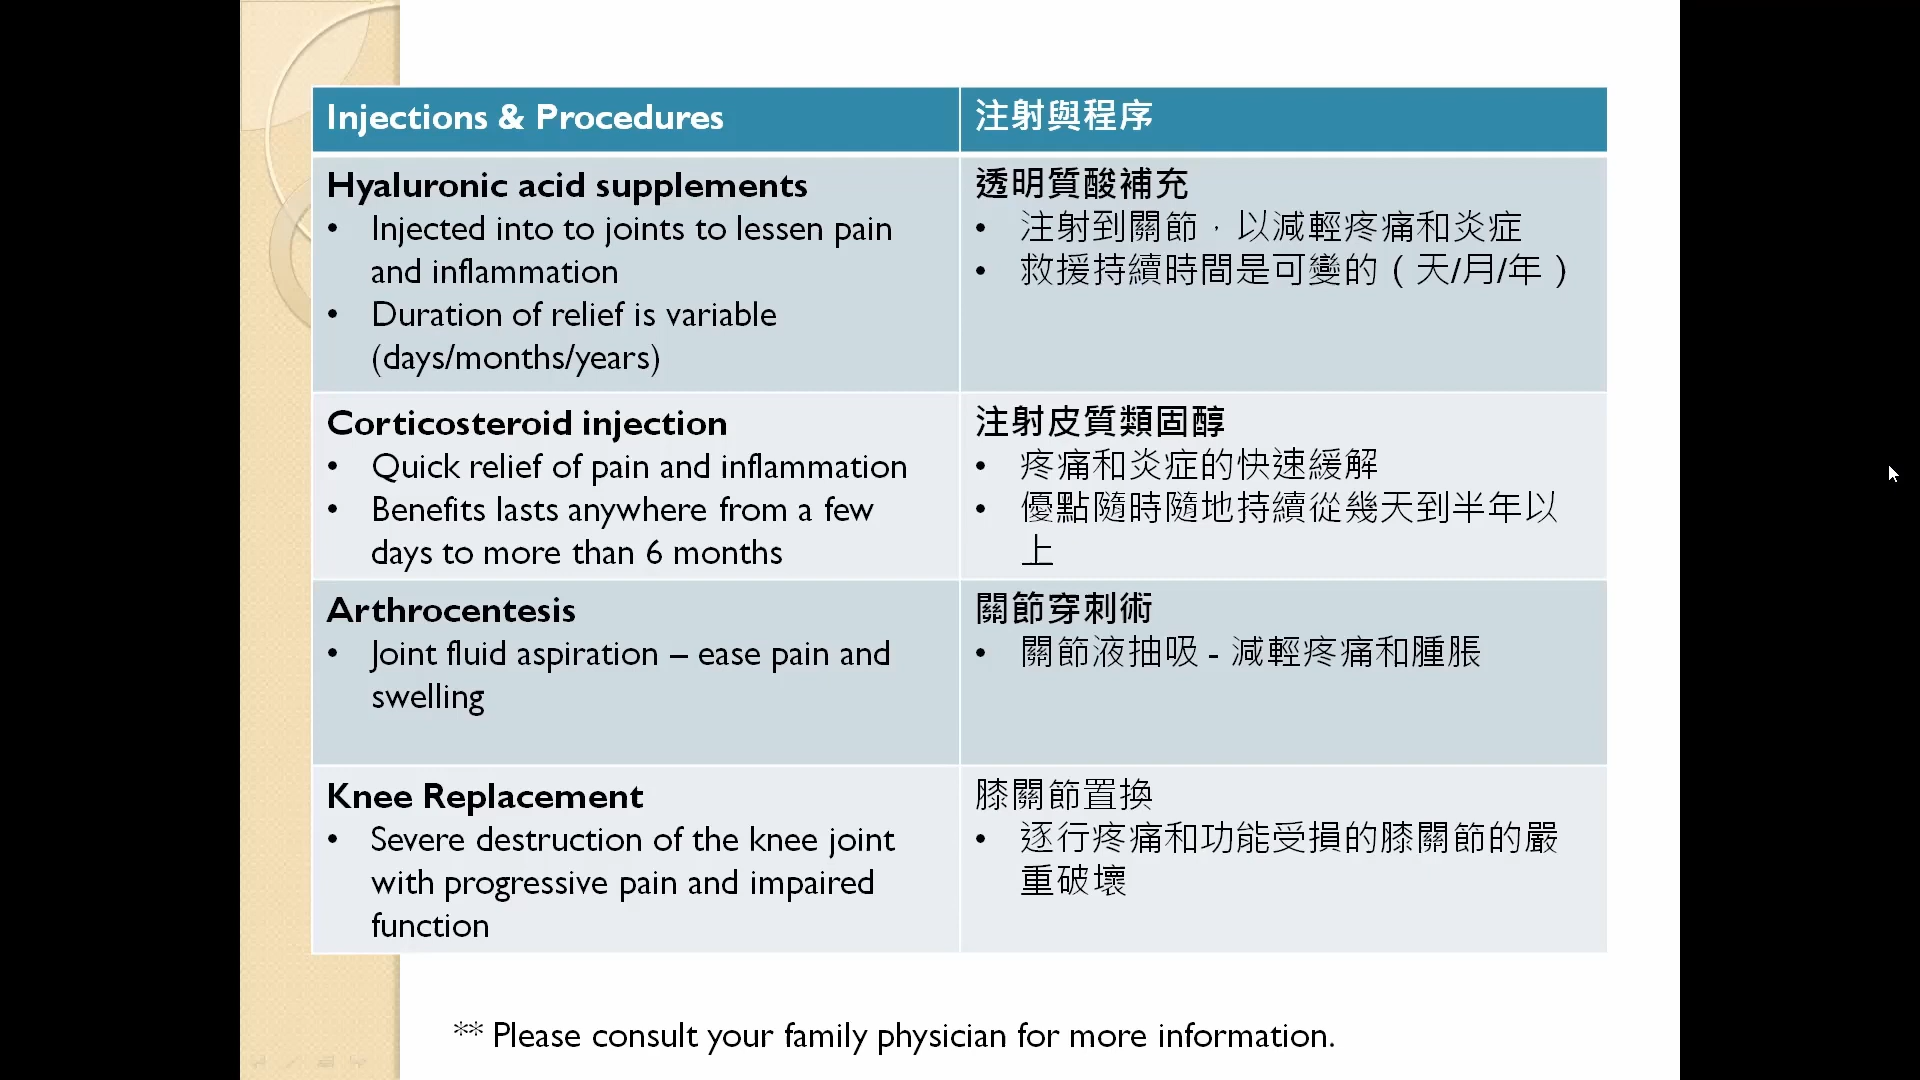 Injections & Procedures
注射與程序
Hyaluronic acid supplements
• Injected into to joints to lessen pain
and inflammation
• Duration of relief is variable
(days/months/years)
透明質酸補充
• 注射到關節，以減輕疼痛和炎症
• 救援持續時間是可變的（天/月/年）
Corticosteroid injection
• Quick relief of pain and inflammation
• Benefits lasts anywhere from a few
days to more than 6 months
注射皮質類固醇
• 疼痛和炎症的快速緩解
• 優點隨時隨地持續從幾天到半年以
上
Arthrocentesis
• Joint fluid aspiration – ease pain and
swelling
關節穿刺術
• 關節液抽吸 - 減輕疼痛和腫脹
Knee Replacement
• Severe destruction of the knee joint
with progressive pain and impaired
function
膝關節置換
• 逐行疼痛和功能受損的膝關節的嚴
重破壞
** Please consult your family physician for more information.